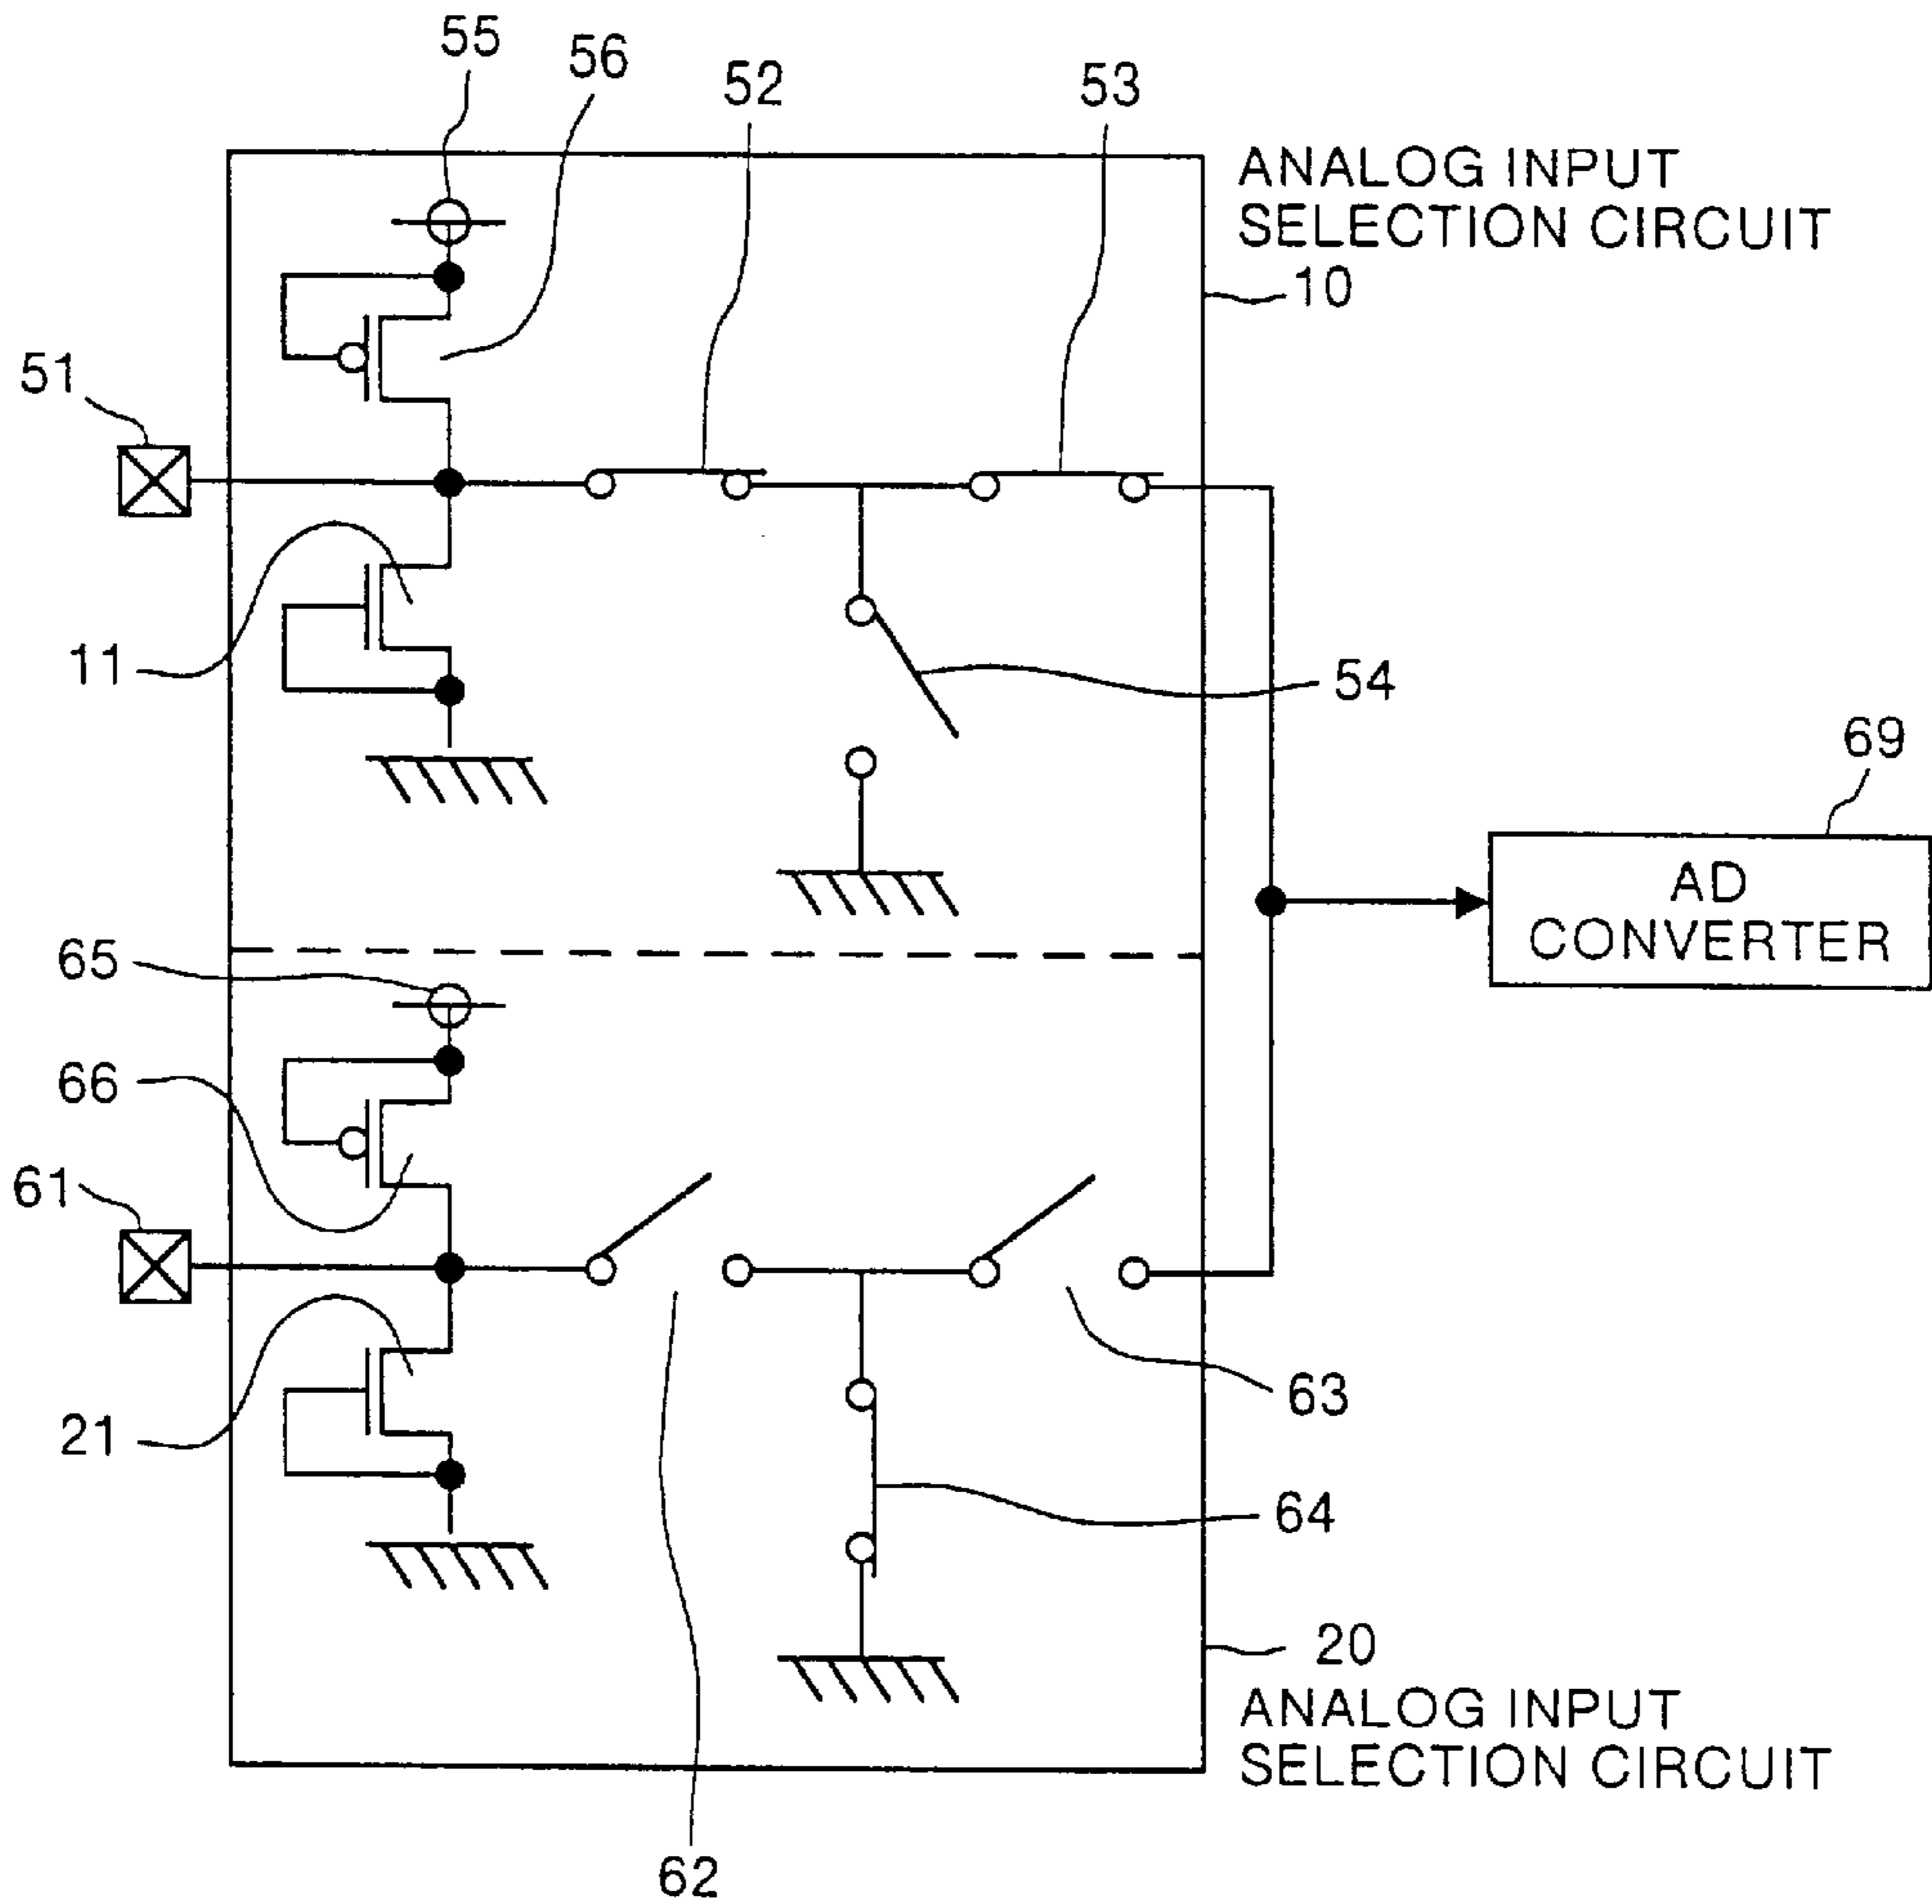 55
56
52
53
ANALOG INPUT
SELECTION CIRCUIT
10
51
11
54
69
AD
CONVERTER
65
66
61
21
63
64
20
ANALOG INPUT
SELECTION CIRCUIT
62